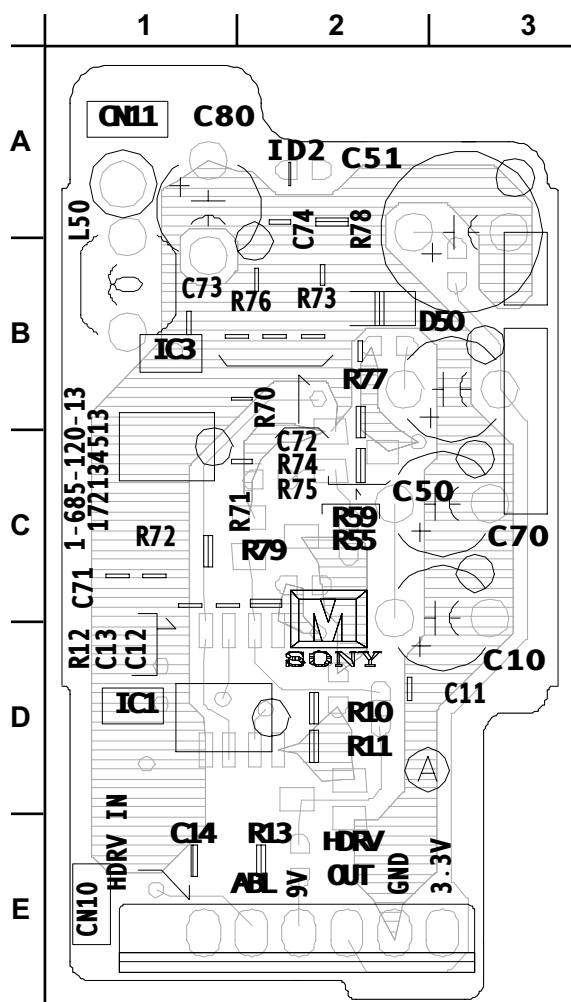 1 2 3
A
CN11 C80
ID2 C51
L50
C74
R78
B
C73 R76 R73
D50
IC3
R77
R70
1-685-120-13
172134513
C72
R74
R75
C50
C
R71
R59
R72 R79 R55
C70
C71
M
SONY
R12
C13
C12
C10
C11
D
IC1
R10
R11
A
HDRV IN
C14 R13 HDRV
OUT
ABL
9V
GND
3.3V
E
CN10